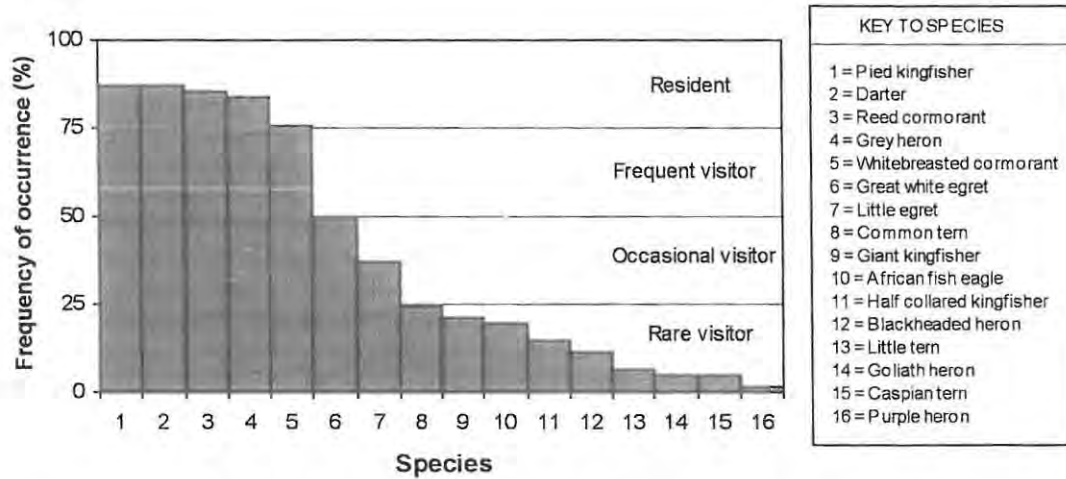 Frequency of occurrence (%)
100
75
50
25
0
Resident
Frequent visitor
Occasional visitor
Rare visitor
1 2 3 4 5 6 7 8 9 10 11 12 13 14 15 16
Species
KEY TO SPECIES
1 = Pied kingfisher
2 = Darter
3 = Reed cormorant
4 = Grey heron
5 = Whitebreasted cormorant
6 = Great white egret
7 = Little egret
8 = Common tern
9 = Giant kingfisher
10 = African fish eagle
11 = Half collared kingfisher
12 = Blackheaded heron
13 = Little tern
14 = Goliath heron
15 = Caspian tern
16 = Purple heron